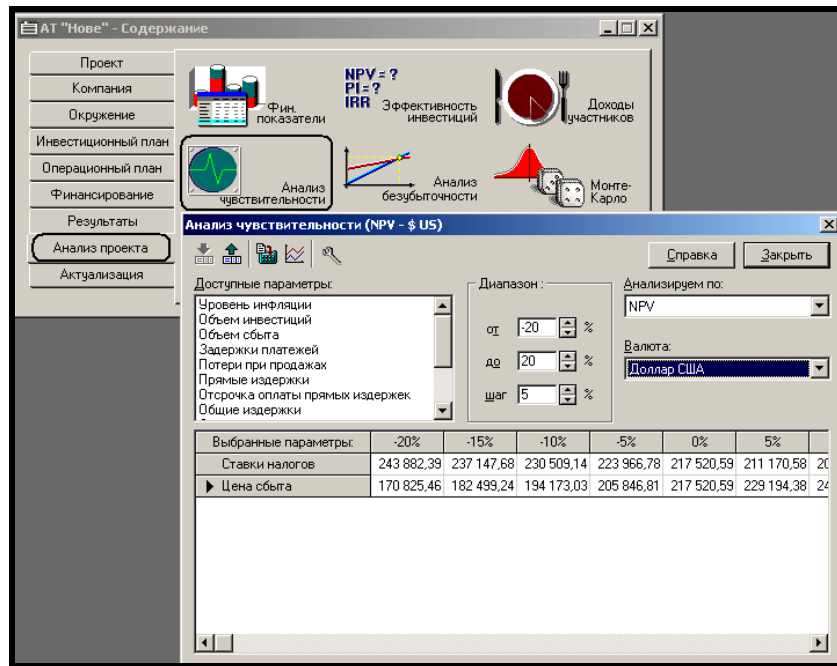 АТ "Нове" - Содержание
Проект
Компания
Окружение
Инвестиционный план
Операционный план
Финансирование
Результаты
Анализ проекта
Актуализация
Фин. показатели
NPV = ?
PI = ?
IRR
Эффективность инвестиций
Доходы участников
Анализ чувствительности
Анализ безубыточности
Монте-Карло
Анализ чувствительности (NPV - $ US)
Справка
Закрыть
Доступные параметры:
Уровень инфляции
Объем инвестиций
Объем сбыта
Задержки платежей
Потери при продажах
Прямые издержки
Отсрочка оплаты прямых издержек
Общие издержки
Диапазон :
от -20 %
до 20 %
шаг 5 %
Анализируем по:
NPV
Валюта:
Доллар США
Выбранные параметры: -20% -15% -10% -5% 0% 5%
Ставки налогов 243 882,39 237 147,68 230 509,14 223 966,78 217 520,59 211 170,58 20
Цена сбыта 170 825,46 182 499,24 194 173,03 205 846,81 217 520,59 229 194,38 24